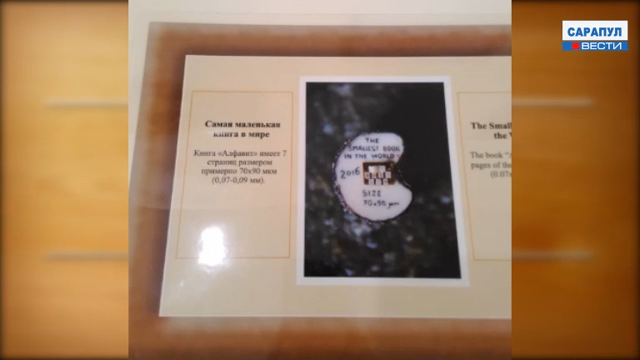 САРАПУЛ
ВЕСТИ
Самая маленькая
книга в мире
Книга «Алфавит» имеет 7
страниц размером
примерно 70х90 мкм
(0,07-0,09 мм)
THE
SMALLEST BOOK
IN THE WORLD
2016
SIZE
70x90 µm
The Small
the
The book
pages of the
(0.07